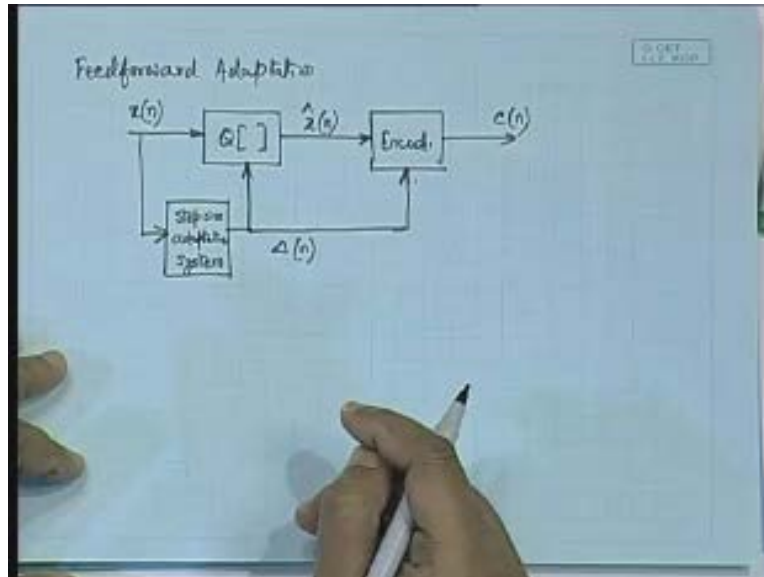 Feedforward Adaptation
x(n)
Q[ ]
x̂(n)
Encod.
c(n)
Step size
adaptation
system
Δ(n)